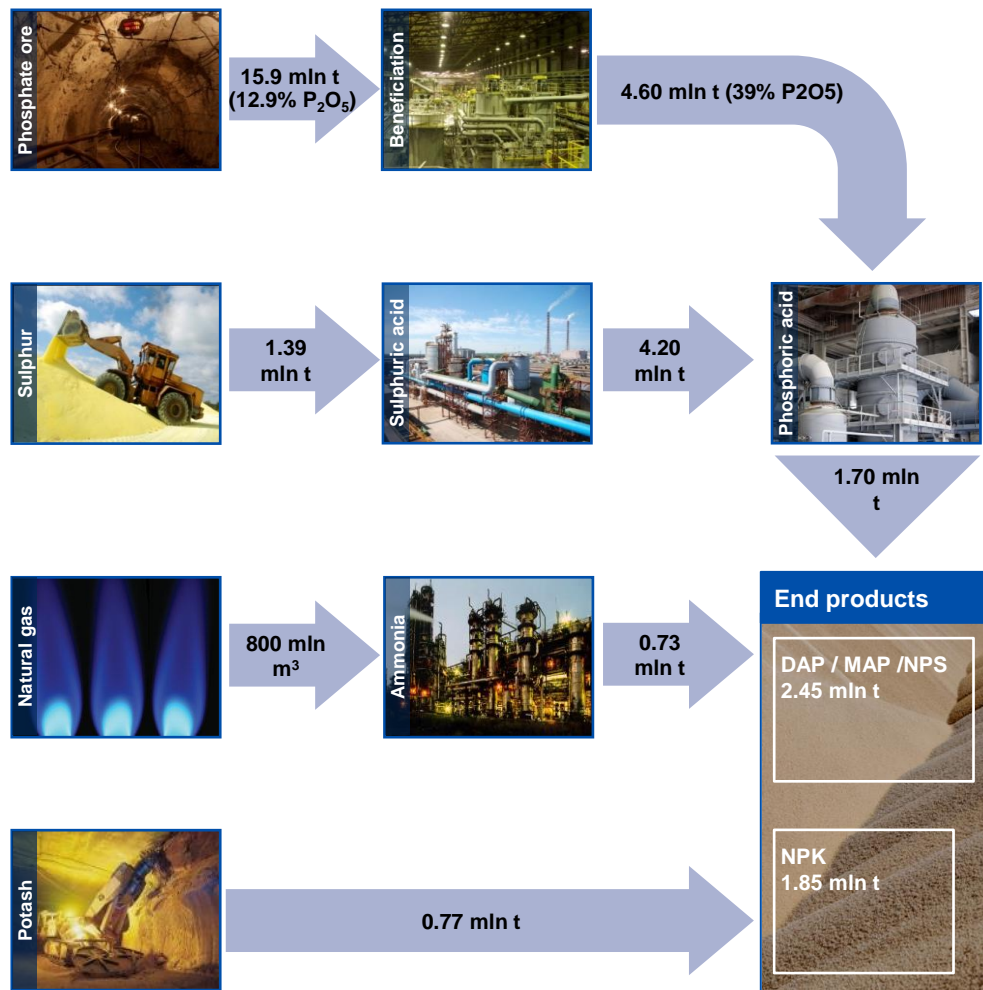 Phosphate ore
15.9 mln t
(12.9% P₂O₅)
Beneficiation
4.60 mln t (39% P2O5)
Sulphur
1.39
mln t
Sulphuric acid
4.20
mln t
Phosphoric acid
1.70 mln
t
Natural gas
800 mln
m³
Ammonia
0.73
mln t
End products
DAP / MAP /NPS
2.45 mln t
Potash
0.77 mln t
NPK
1.85 mln t